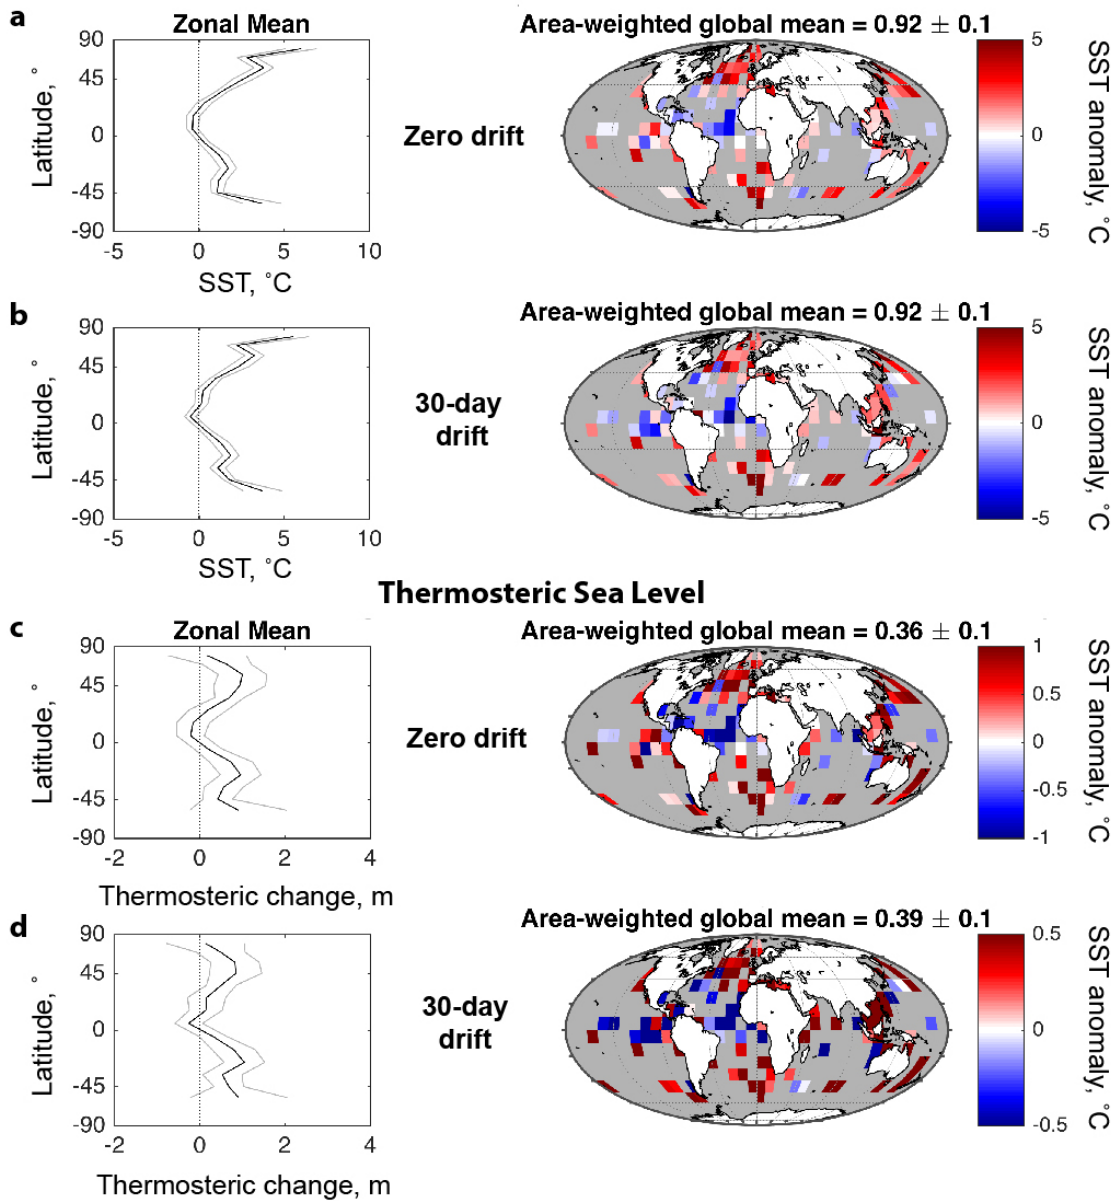 a
Zonal Mean
Area-weighted global mean = 0.92 ± 0.1
90
45
0
-45
-90
Latitude, °
-5
0
5
10
SST, ˚C
Zero drift
5
0
-5
SST anomaly, ˚C
b
Area-weighted global mean = 0.92 ± 0.1
90
45
0
-45
-90
Latitude, °
-5
0
5
10
SST, ˚C
30-day
drift
5
0
-5
SST anomaly, ˚C
Thermosteric Sea Level
c
Zonal Mean
Area-weighted global mean = 0.36 ± 0.1
90
45
0
-45
-90
Latitude, °
-2
0
2
4
Thermosteric change, m
Zero drift
1
0.5
0
-0.5
-1
SST anomaly, ˚C
d
Area-weighted global mean = 0.39 ± 0.1
90
45
0
-45
-90
Latitude, °
-2
0
2
4
Thermosteric change, m
30-day
drift
0.5
0
-0.5
SST anomaly, ˚C